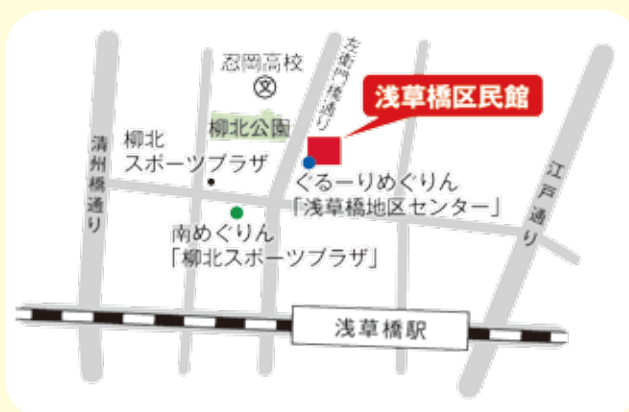 忍岡高校
文
左衛門橋通り
浅草橋区民館
柳北公園
清州橋通り
柳北
スポーツプラザ
ぐるーりめぐりん
「浅草橋地区センター」
江戸通り
南めぐりん
「柳北スポーツプラザ」
浅草橋駅